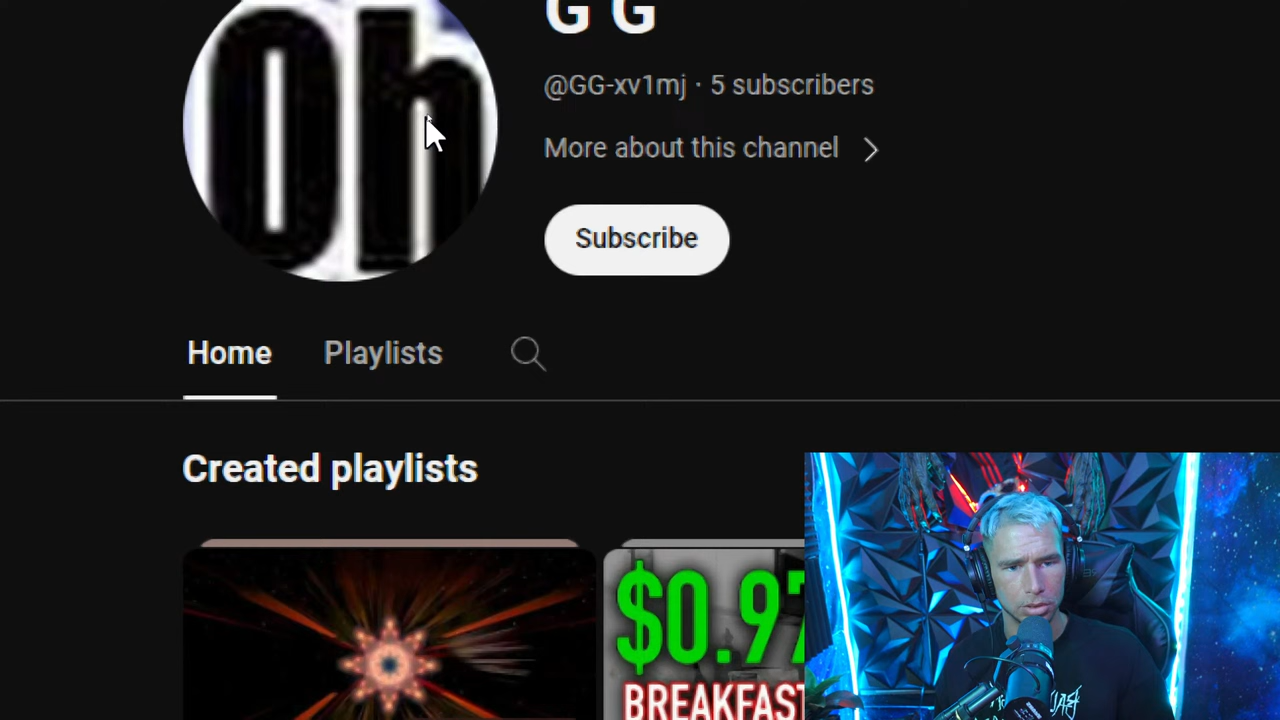 Oh
G G
@GG-xv1mj · 5 subscribers
More about this channel
Subscribe
Home
Playlists
Created playlists
$0.97
BREAKFAST